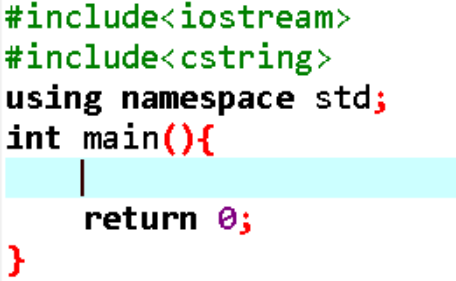 #include<iostream>
#include<cstring>
using namespace std;
int main(){
return 0;
}